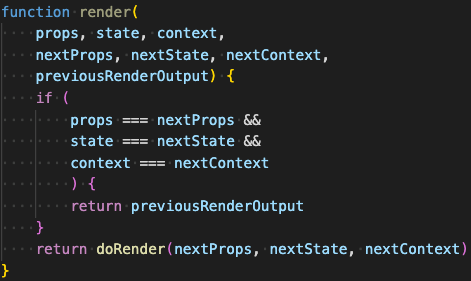 function render(
    props, state, context,
    nextProps, nextState, nextContext,
    previousRenderOutput) {
    if (
        props === nextProps &&
        state === nextState &&
        context === nextContext
        ) {
        return previousRenderOutput
    }
    return doRender(nextProps, nextState, nextContext)
}